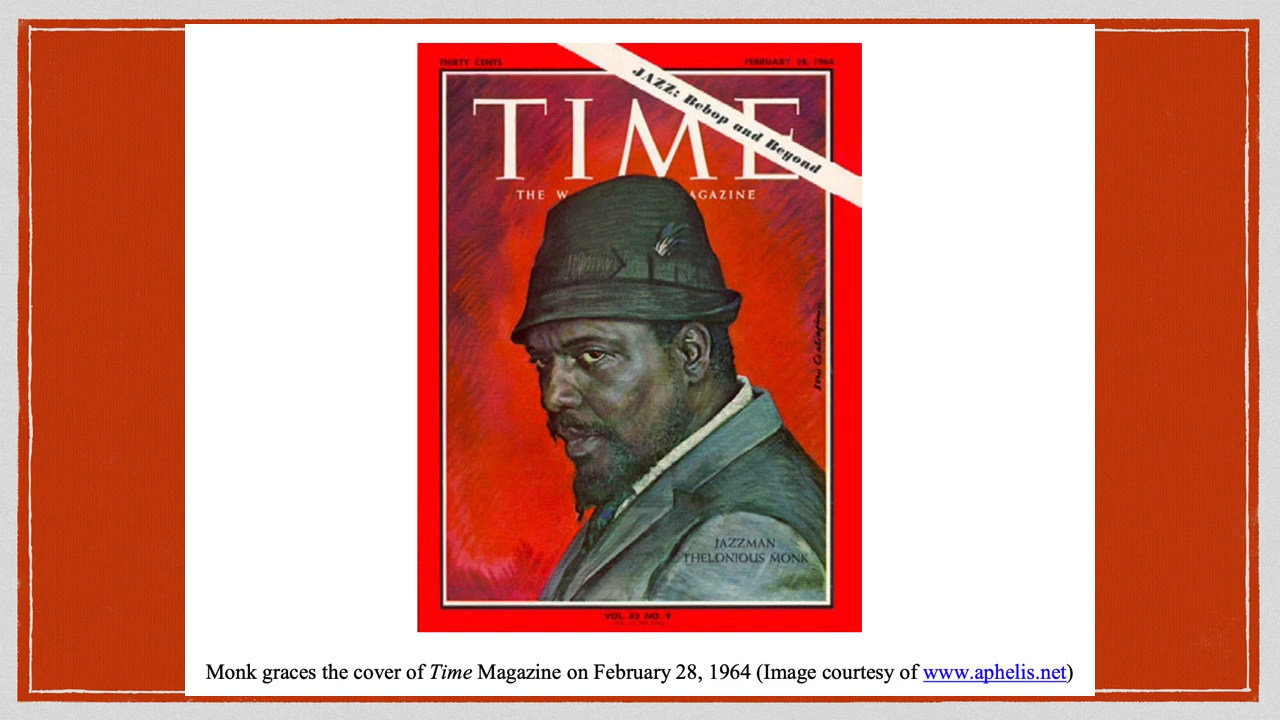 THIRTY CENTS
FEBRUARY 28, 1964
JAZZ: Bebop and Beyond
TIME
THE W AGAZINE
JAZZMAN
THELONIOUS MONK
VOL. 83 NO. 9
Monk graces the cover of Time Magazine on February 28, 1964 (Image courtesy of www.aphelis.net)